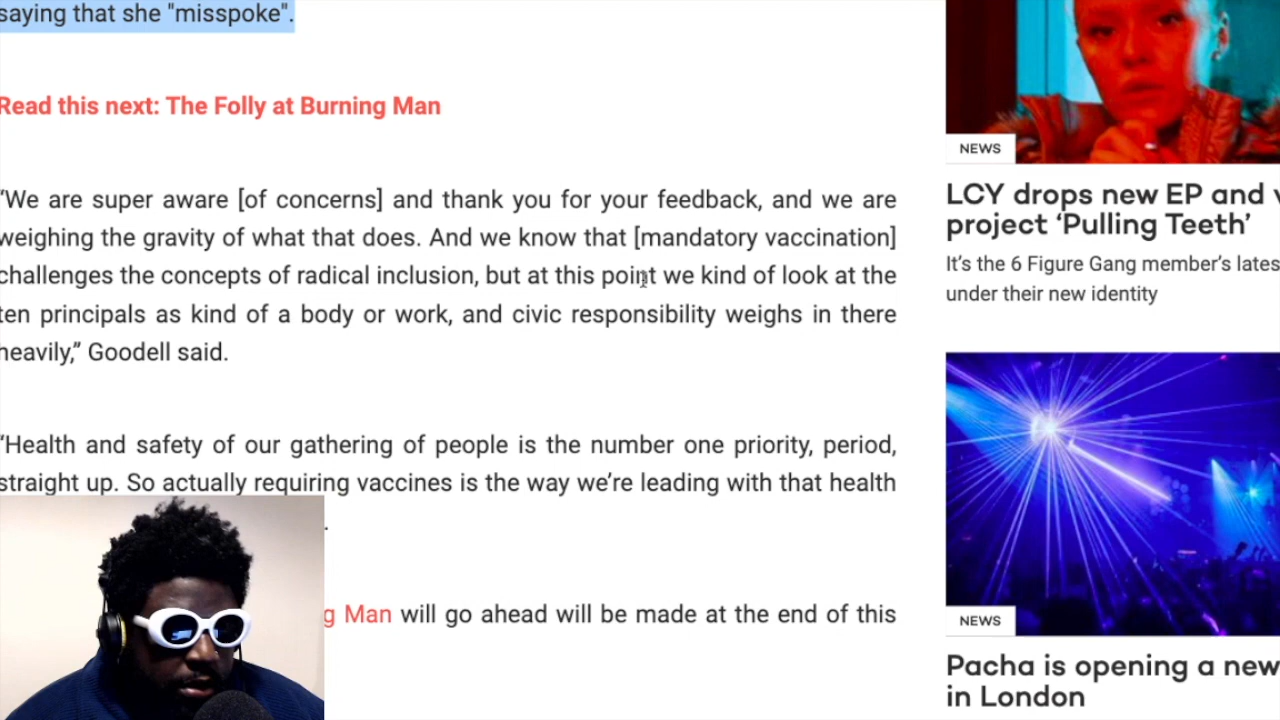 saying that she "misspoke".
Read this next: The Folly at Burning Man
“We are super aware [of concerns] and thank you for your feedback, and we are
weighing the gravity of what that does. And we know that [mandatory vaccination]
challenges the concepts of radical inclusion, but at this point we kind of look at the
ten principals as kind of a body or work, and civic responsibility weighs in there
heavily,” Goodell said.
“Health and safety of our gathering of people is the number one priority, period,
straight up. So actually requiring vaccines is the way we’re leading with that health
.
g Man will go ahead will be made at the end of this
NEWS
LCY drops new EP and v
project ‘Pulling Teeth’
It’s the 6 Figure Gang member’s lates
under their new identity
NEWS
Pacha is opening a new
in London